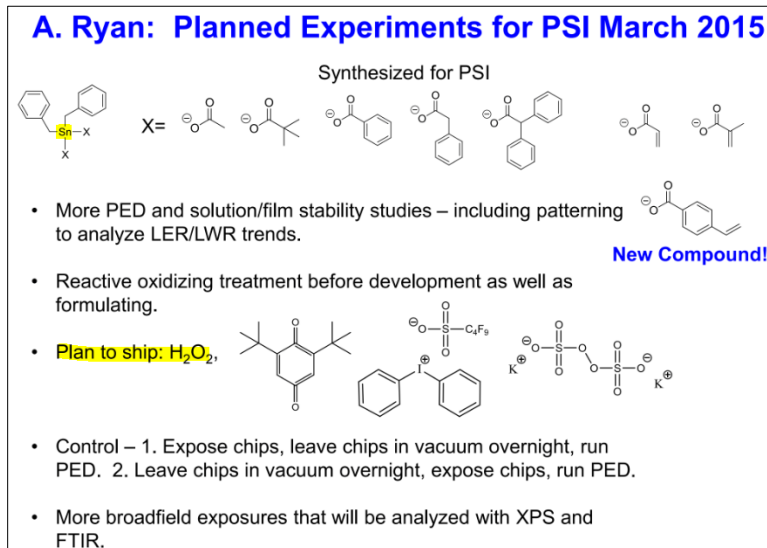 A. Ryan: Planned Experiments for PSI March 2015
Synthesized for PSI
Sn X
X
X=
O
⊖O
O
⊖O
O
⊖O
O
⊖O
O
⊖O
O
⊖O
O
⊖O
O
⊖O
New Compound!
• More PED and solution/film stability studies – including patterning
to analyze LER/LWR trends.
• Reactive oxidizing treatment before development as well as
formulating.
• Plan to ship: H₂O₂,
O
O
⊖O S C₄F₉
O
O
I⊕
K⊕ ⊖O S O
O
O
O S O⊖ K⊕
O
O
• Control – 1. Expose chips, leave chips in vacuum overnight, run
PED. 2. Leave chips in vacuum overnight, expose chips, run PED.
• More broadfield exposures that will be analyzed with XPS and
FTIR.